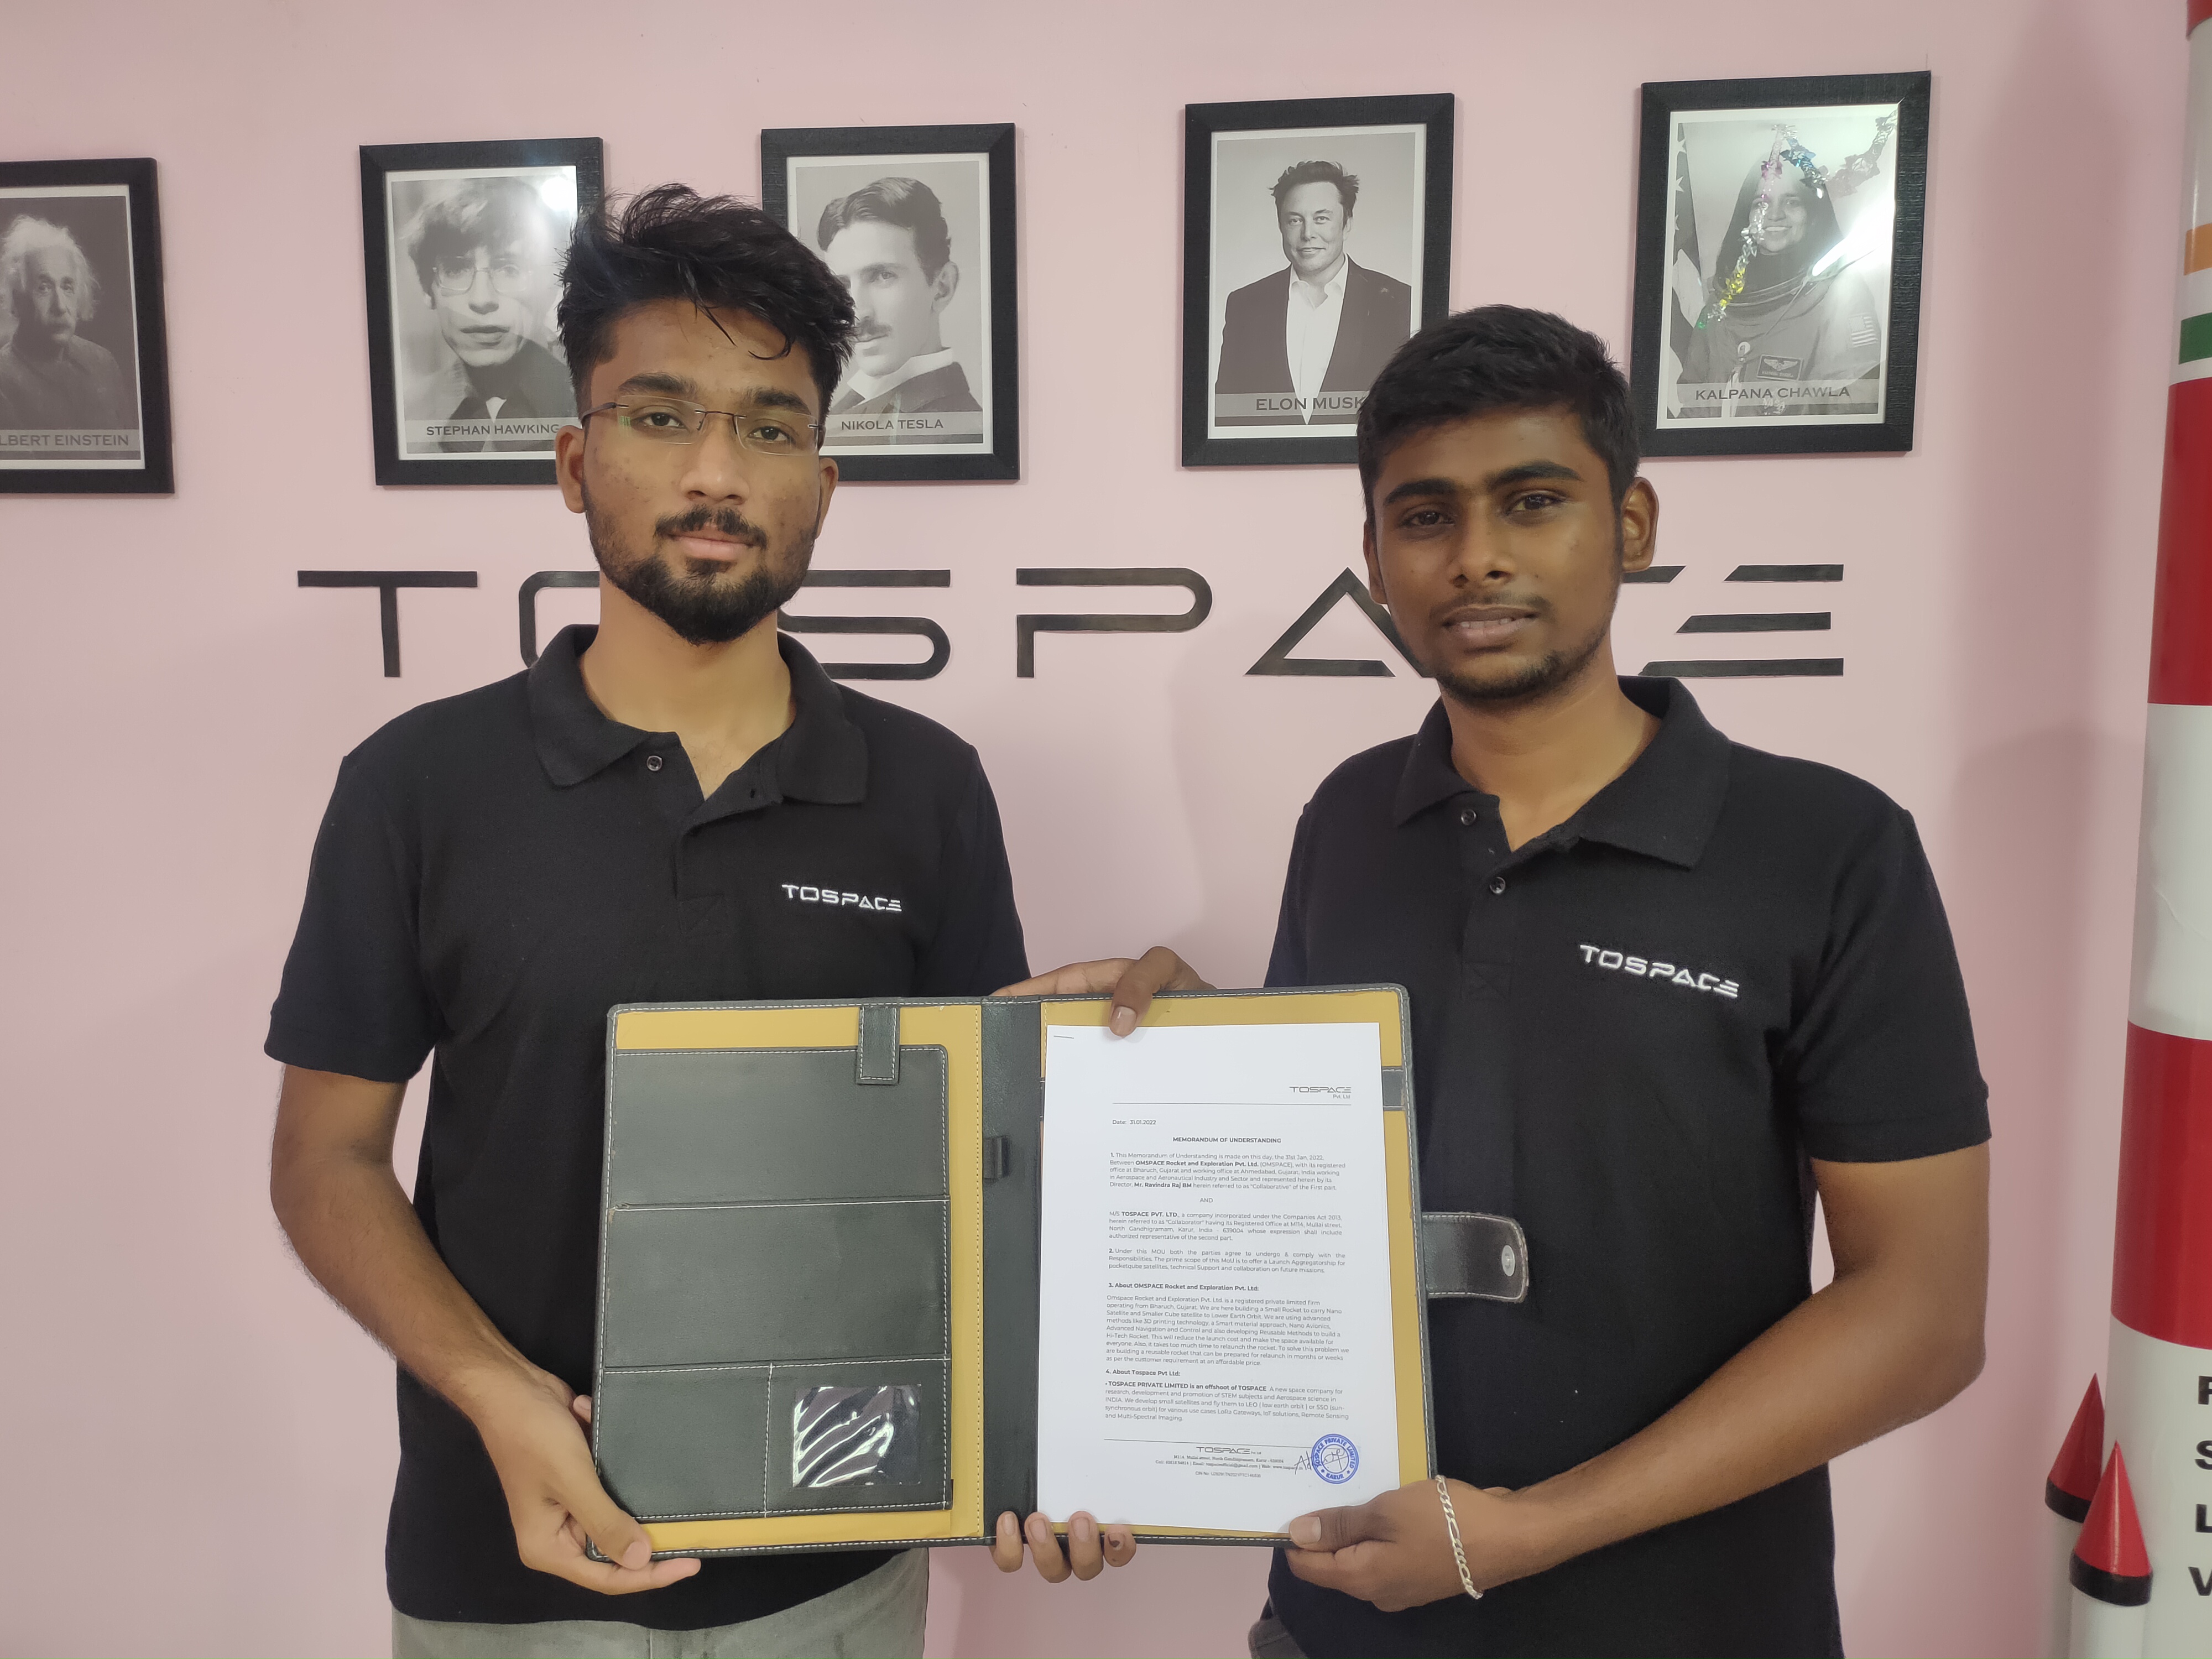 LBERT EINSTEIN
STEPHAN HAWKING
NIKOLA TESLA
ELON MUSK
KALPANA CHAWLA
TOSPACE
TOSPACE
TOSPACE
TOSPACE
Pvt. Ltd
Date: 31.01.2022
MEMORANDUM OF UNDERSTANDING
1. This Memorandum of Understanding is made on this day, the 31st Jan, 2022.
Between OMSPACE Rocket and Exploration Pvt. Ltd. (OMSPACE), with its registered
office at Bharuch, Gujarat and working office at Ahmedabad, Gujarat, India working
in Aerospace and Aeronautical Industry and Sector and represented herein by its
Director, Mr. Ravindra Raj BM herein referred to as "Collaborative" of the First part.
AND
M/S TOSPACE PVT. LTD., a company incorporated under the Companies Act 2013,
herein referred to as "Collaborator" having its Registered Office at M11a, Mullai street,
North Gandhigramam, Karur, India - 639004 whose expression shall include
authorized representative of the second part.
2. Under this MOU both the parties agree to undergo & comply with the
Responsibilities. The prime scope of this MoU is to offer a Launch Aggregatorship for
pocketqube satellites, technical Support and collaboration on future missions.
3. About OMSPACE Rocket and Exploration Pvt. Ltd:
Omspace Rocket and Exploration Pvt. Ltd. is a registered private limited firm
operating from Bharuch, Gujarat. We are here building a Small Rocket to carry Nano
Satellite and Smaller Cube satellite to Lower Earth Orbit. We are using advanced
methods like 3D printing technology, a Smart material approach, Nano Avionics,
Advanced Navigation and Control and also developing Reusable Methods to build a
Hi-Tech Rocket. This will reduce the launch cost and make the space available for
everyone. Also, it takes too much time to relaunch the rocket. To solve this problem we
are building a reusable rocket that can be prepared for relaunch in months or weeks
as per the customer requirement at an affordable price.
4. About Tospace Pvt Ltd:
- TOSPACE PRIVATE LIMITED is an offshoot of TOSPACE A new space company for
research, development and promotion of STEM subjects and Aerospace science in
INDIA. We develop small satellites and fly them to LEO ( low earth orbit ) or SSO (sun-
synchronous orbit) for various use cases LoRa Gateways, IoT solutions, Remote Sensing
and Multi-Spectral Imaging.
TOSPACE
TOSPACE PRIVATE LIMITED
KARUR
S
L
V